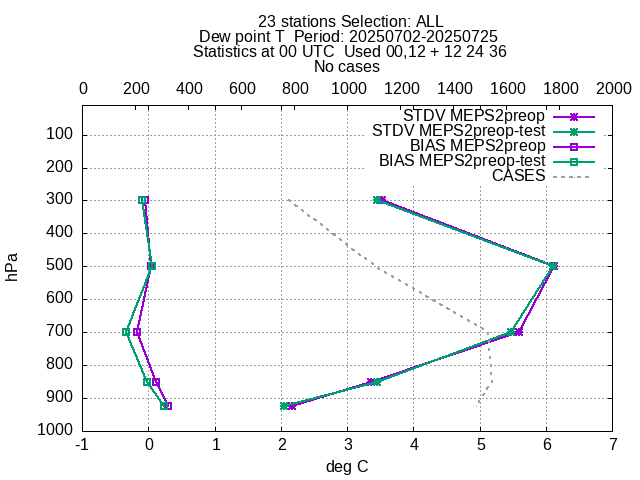 23 stations Selection: ALL
Dew point T  Period: 20250702-20250725
Statistics at 00 UTC  Used 00,12 + 12 24 36
No cases
0 200 400 600 800 1000 1200 1400 1600 1800 2000
STDV MEPS2preop
STDV MEPS2preop-test
BIAS MEPS2preop
BIAS MEPS2preop-test
CASES
100
200
300
400
500
600
700
800
900
1000
hPa
-1 0 1 2 3 4 5 6 7
deg C